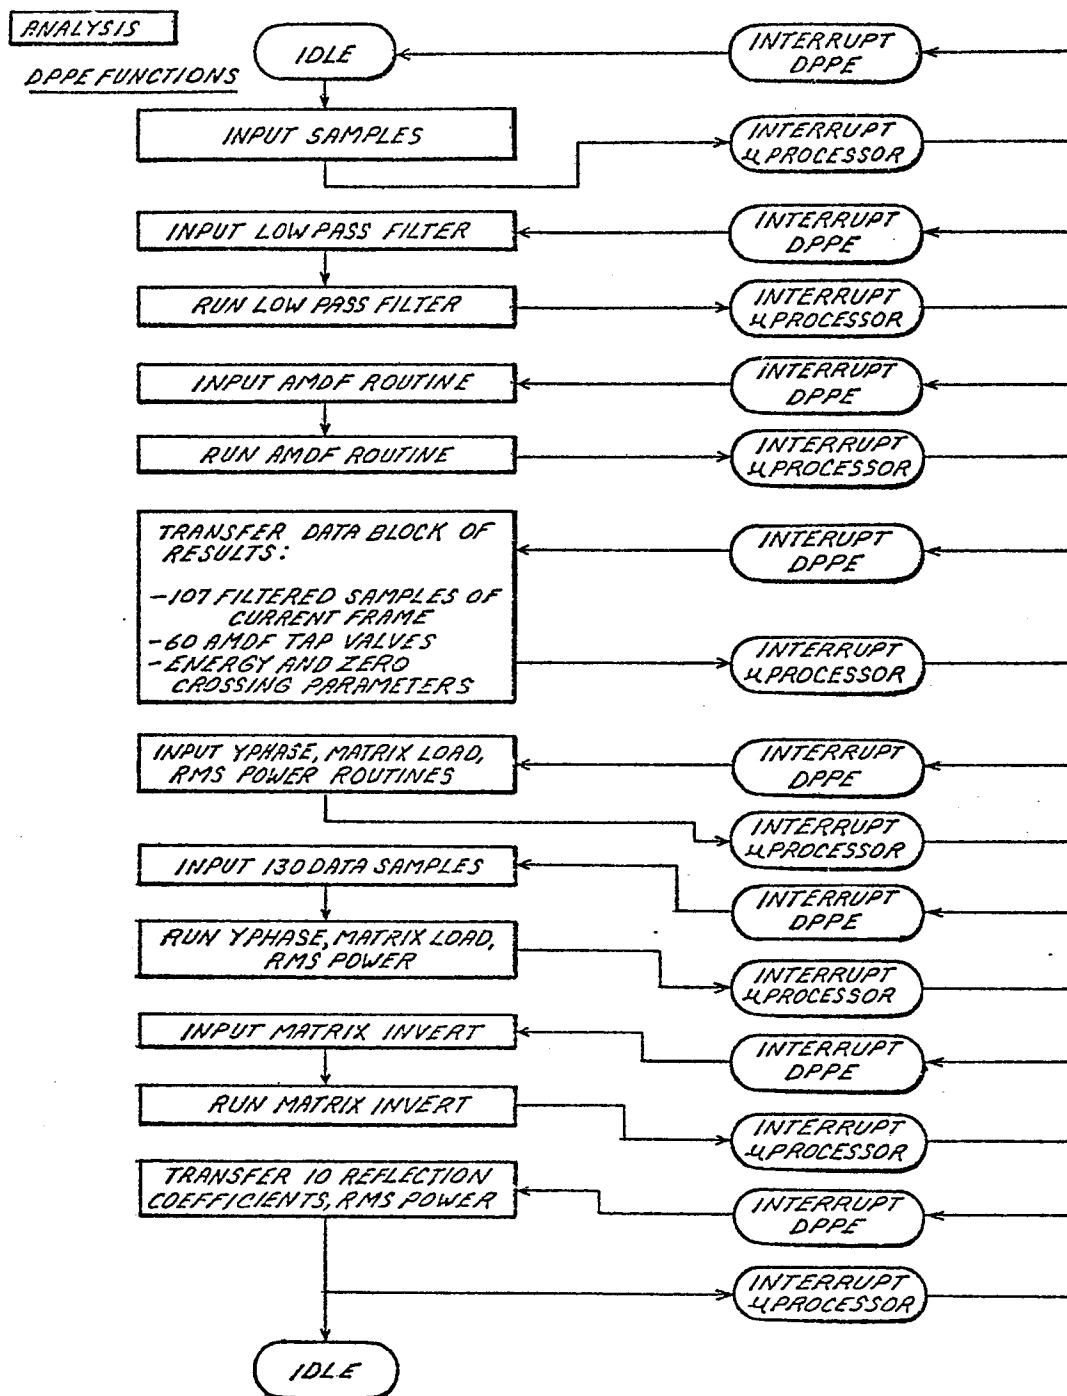 ANALYSIS
DPPE FUNCTIONS
IDLE
INTERRUPT
DPPE
INPUT SAMPLES
INTERRUPT
μPROCESSOR
INPUT LOW PASS FILTER
INTERRUPT
DPPE
RUN LOW PASS FILTER
INTERRUPT
μPROCESSOR
INPUT AMDF ROUTINE
INTERRUPT
DPPE
RUN AMDF ROUTINE
INTERRUPT
μPROCESSOR
TRANSFER DATA BLOCK OF
RESULTS:
-107 FILTERED SAMPLES OF
CURRENT FRAME
-60 AMDF TAP VALVES
-ENERGY AND ZERO
CROSSING PARAMETERS
INTERRUPT
DPPE
INTERRUPT
μPROCESSOR
INPUT YPHASE, MATRIX LOAD,
RMS POWER ROUTINES
INTERRUPT
DPPE
INTERRUPT
μPROCESSOR
INPUT 130 DATA SAMPLES
INTERRUPT
DPPE
RUN YPHASE, MATRIX LOAD,
RMS POWER
INTERRUPT
μPROCESSOR
INPUT MATRIX INVERT
INTERRUPT
DPPE
RUN MATRIX INVERT
INTERRUPT
μPROCESSOR
TRANSFER 10 REFLECTION
COEFFICIENTS, RMS POWER
INTERRUPT
DPPE
INTERRUPT
μPROCESSOR
IDLE